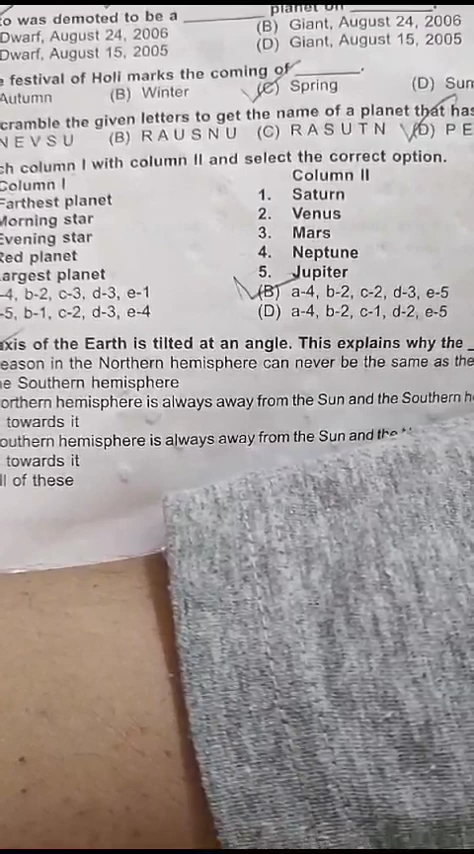 to was demoted to be a ________ planet on ________.
Dwarf, August 24, 2006 (B) Giant, August 24, 2006
Dwarf, August 15, 2005 (D) Giant, August 15, 2005
festival of Holi marks the coming of ________.
Autumn (B) Winter (C) Spring (D) Sum
cramble the given letters to get the name of a planet that has
N E V S U (B) R A U S N U (C) R A S U T N (D) P E
ch column I with column II and select the correct option.
Column I Column II
Farthest planet 1. Saturn
Morning star 2. Venus
Evening star 3. Mars
Red planet 4. Neptune
argest planet 5. Jupiter
-4, b-2, c-3, d-3, e-1 (B) a-4, b-2, c-2, d-3, e-5
-5, b-1, c-2, d-3, e-4 (D) a-4, b-2, c-1, d-2, e-5
axis of the Earth is tilted at an angle. This explains why the _
eason in the Northern hemisphere can never be the same as the
e Southern hemisphere
orthern hemisphere is always away from the Sun and the Southern h
towards it
outhern hemisphere is always away from the Sun and the
towards it
ll of these